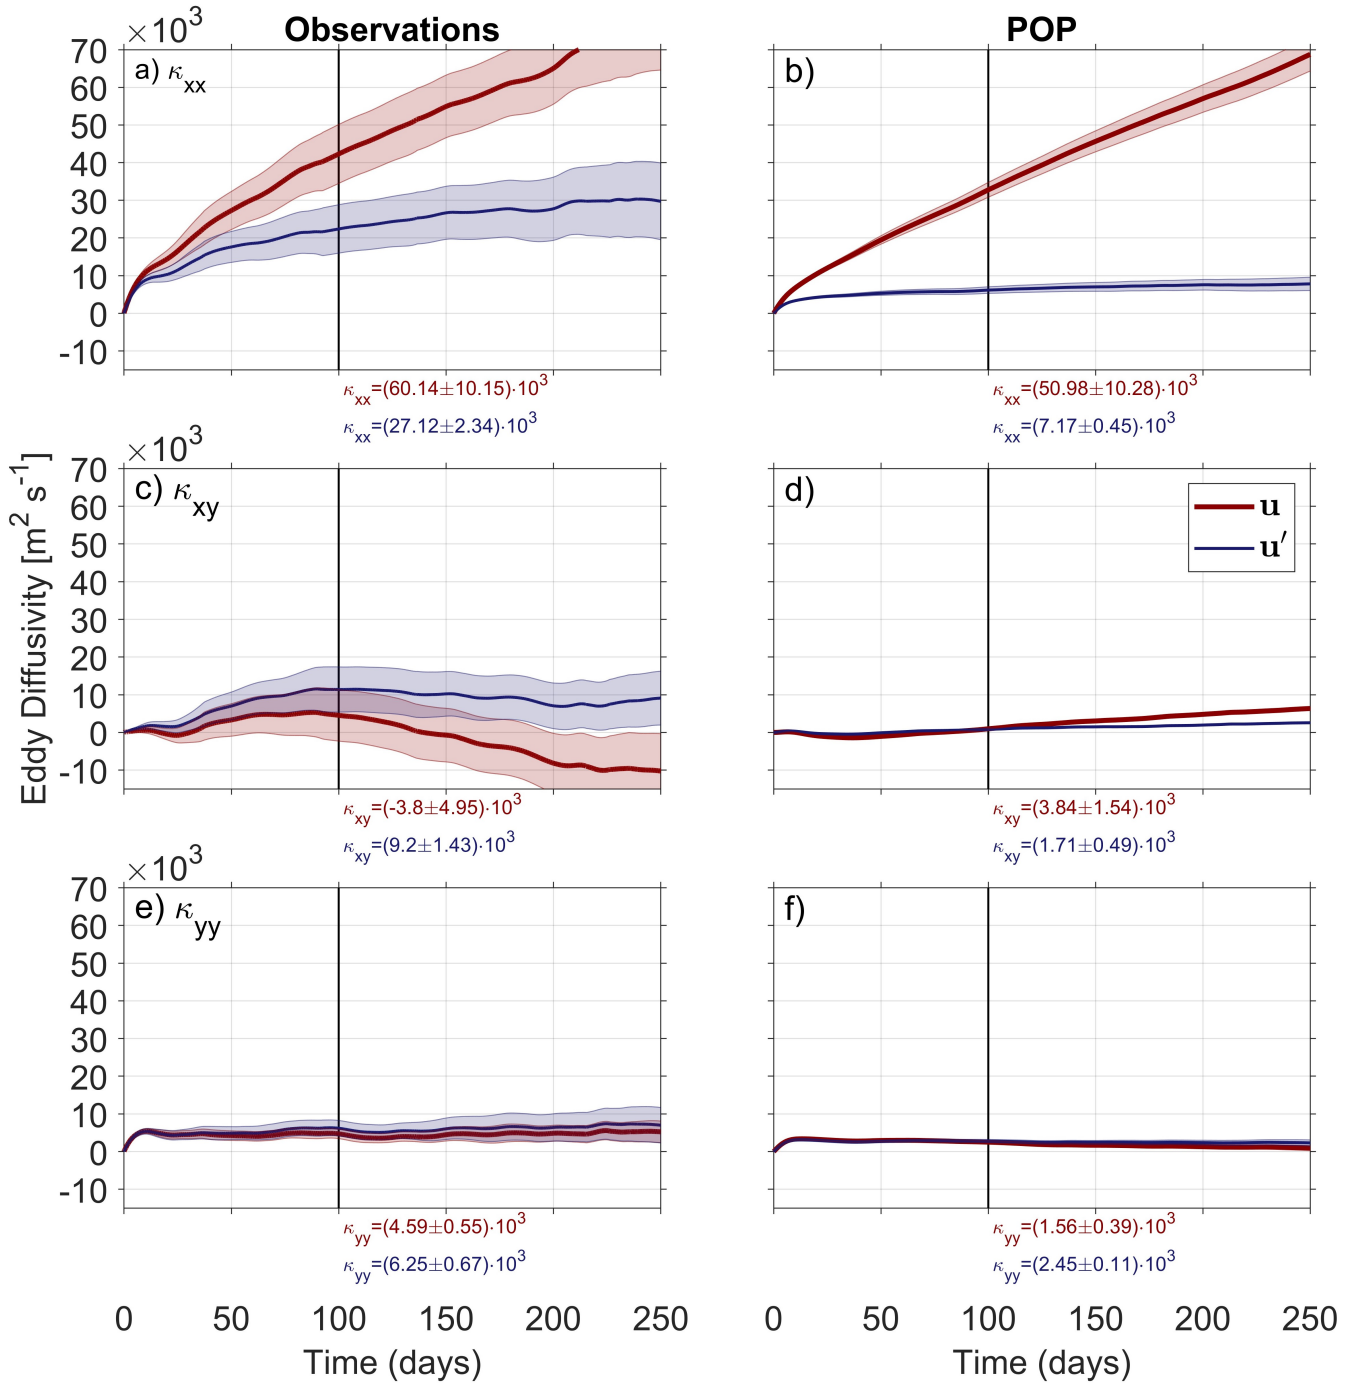 Observations
POP
×10³
70
60
50
40
30
20
10
0
-10
a) κxx
b)
κxx=(60.14±10.15)·10³
κxx=(27.12±2.34)·10³
κxx=(50.98±10.28)·10³
κxx=(7.17±0.45)·10³
Eddy Diffusivity [m² s⁻¹]
×10³
70
60
50
40
30
20
10
0
-10
c) κxy
d)
u
u′
κxy=(-3.8±4.95)·10³
κxy=(9.2±1.43)·10³
κxy=(3.84±1.54)·10³
κxy=(1.71±0.49)·10³
×10³
70
60
50
40
30
20
10
0
-10
e) κyy
f)
κyy=(4.59±0.55)·10³
κyy=(6.25±0.67)·10³
κyy=(1.56±0.39)·10³
κyy=(2.45±0.11)·10³
0 50 100 150 200 250
0 50 100 150 200 250
Time (days)
Time (days)